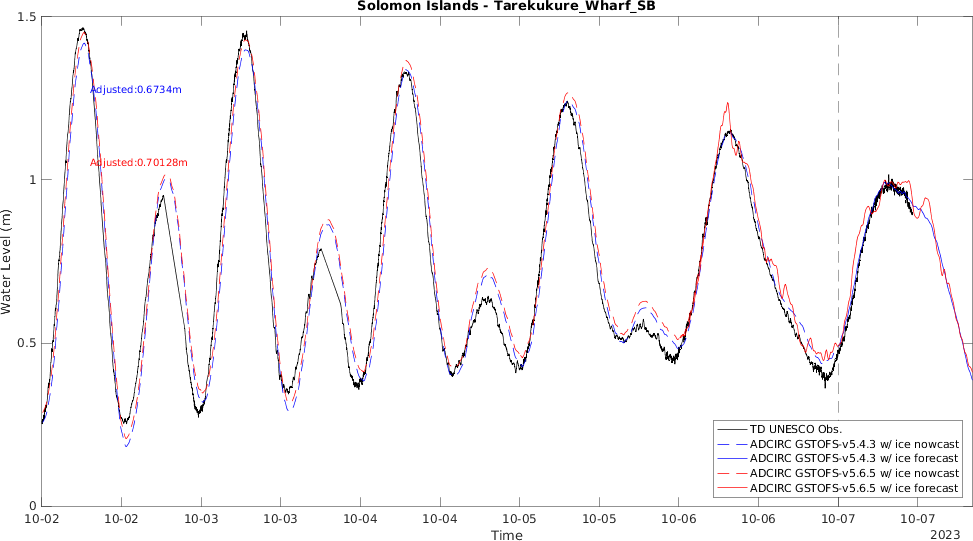 Solomon Islands - Tarekukure_Wharf_SB
1.5
Adjusted:0.6734m
Adjusted:0.70128m
1
Water Level (m)
0.5
TD UNESCO Obs.
ADCIRC GSTOFS-v5.4.3 w/ ice nowcast
ADCIRC GSTOFS-v5.4.3 w/ ice forecast
ADCIRC GSTOFS-v5.6.5 w/ ice nowcast
ADCIRC GSTOFS-v5.6.5 w/ ice forecast
0
10-02 10-02 10-03 10-03 10-04 10-04 10-05 10-05 10-06 10-06 10-07 10-07
Time
2023